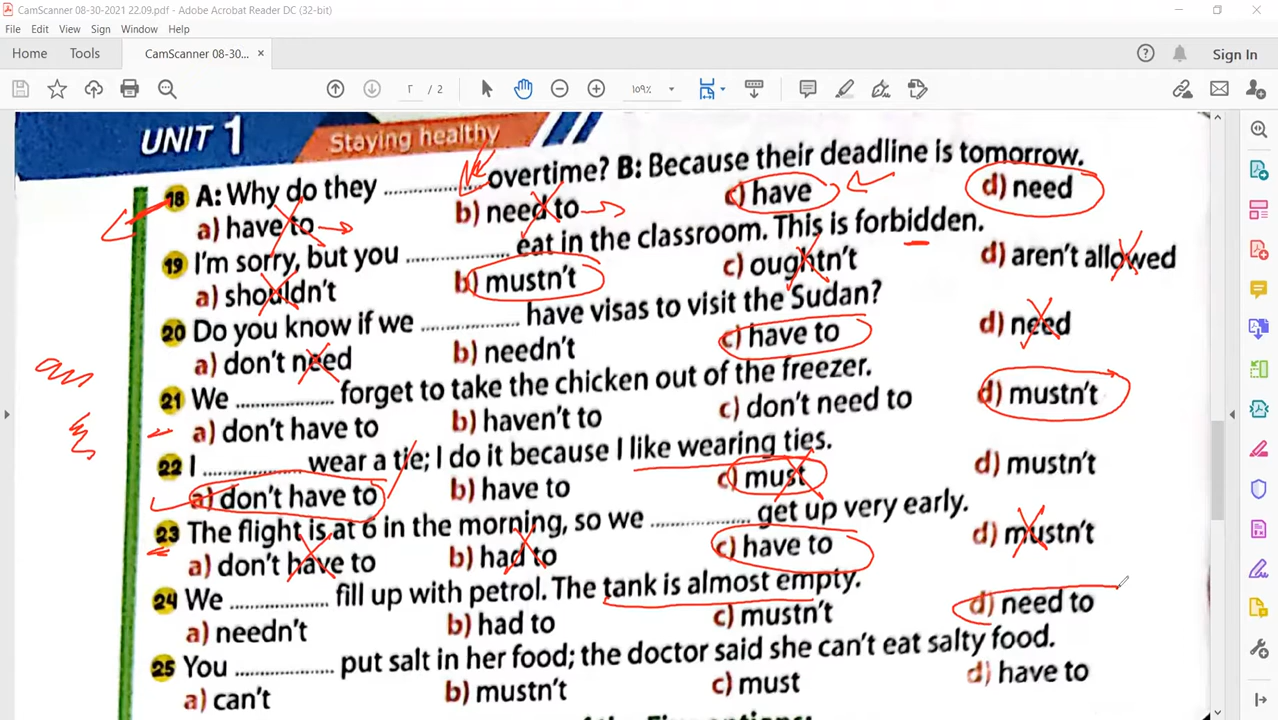 CamScanner 08-30-2021 22.09.pdf - Adobe Acrobat Reader DC (32-bit)
File Edit View Sign Window Help
Home Tools CamScanner 08-30... × Sign In
٢ / 2 ١٠٩%
UNIT 1 Staying healthy
18 A: Why do they .................. overtime? B: Because their deadline is tomorrow.
a) have to b) need to c) have d) need
19 I'm sorry, but you .................. eat in the classroom. This is forbidden.
a) shouldn't b) mustn't c) oughtn't d) aren't allowed
20 Do you know if we .................. have visas to visit the Sudan?
a) don't need b) needn't c) have to d) need
21 We .................. forget to take the chicken out of the freezer.
a) don't have to b) haven't to c) don't need to d) mustn't
22 I .................. wear a tie; I do it because I like wearing ties.
a) don't have to b) have to c) must d) mustn't
23 The flight is at 6 in the morning, so we .................. get up very early.
a) don't have to b) had to c) have to d) mustn't
24 We .................. fill up with petrol. The tank is almost empty.
a) needn't b) had to c) mustn't d) need to
25 You .................. put salt in her food; the doctor said she can't eat salty food.
a) can't b) mustn't c) must d) have to